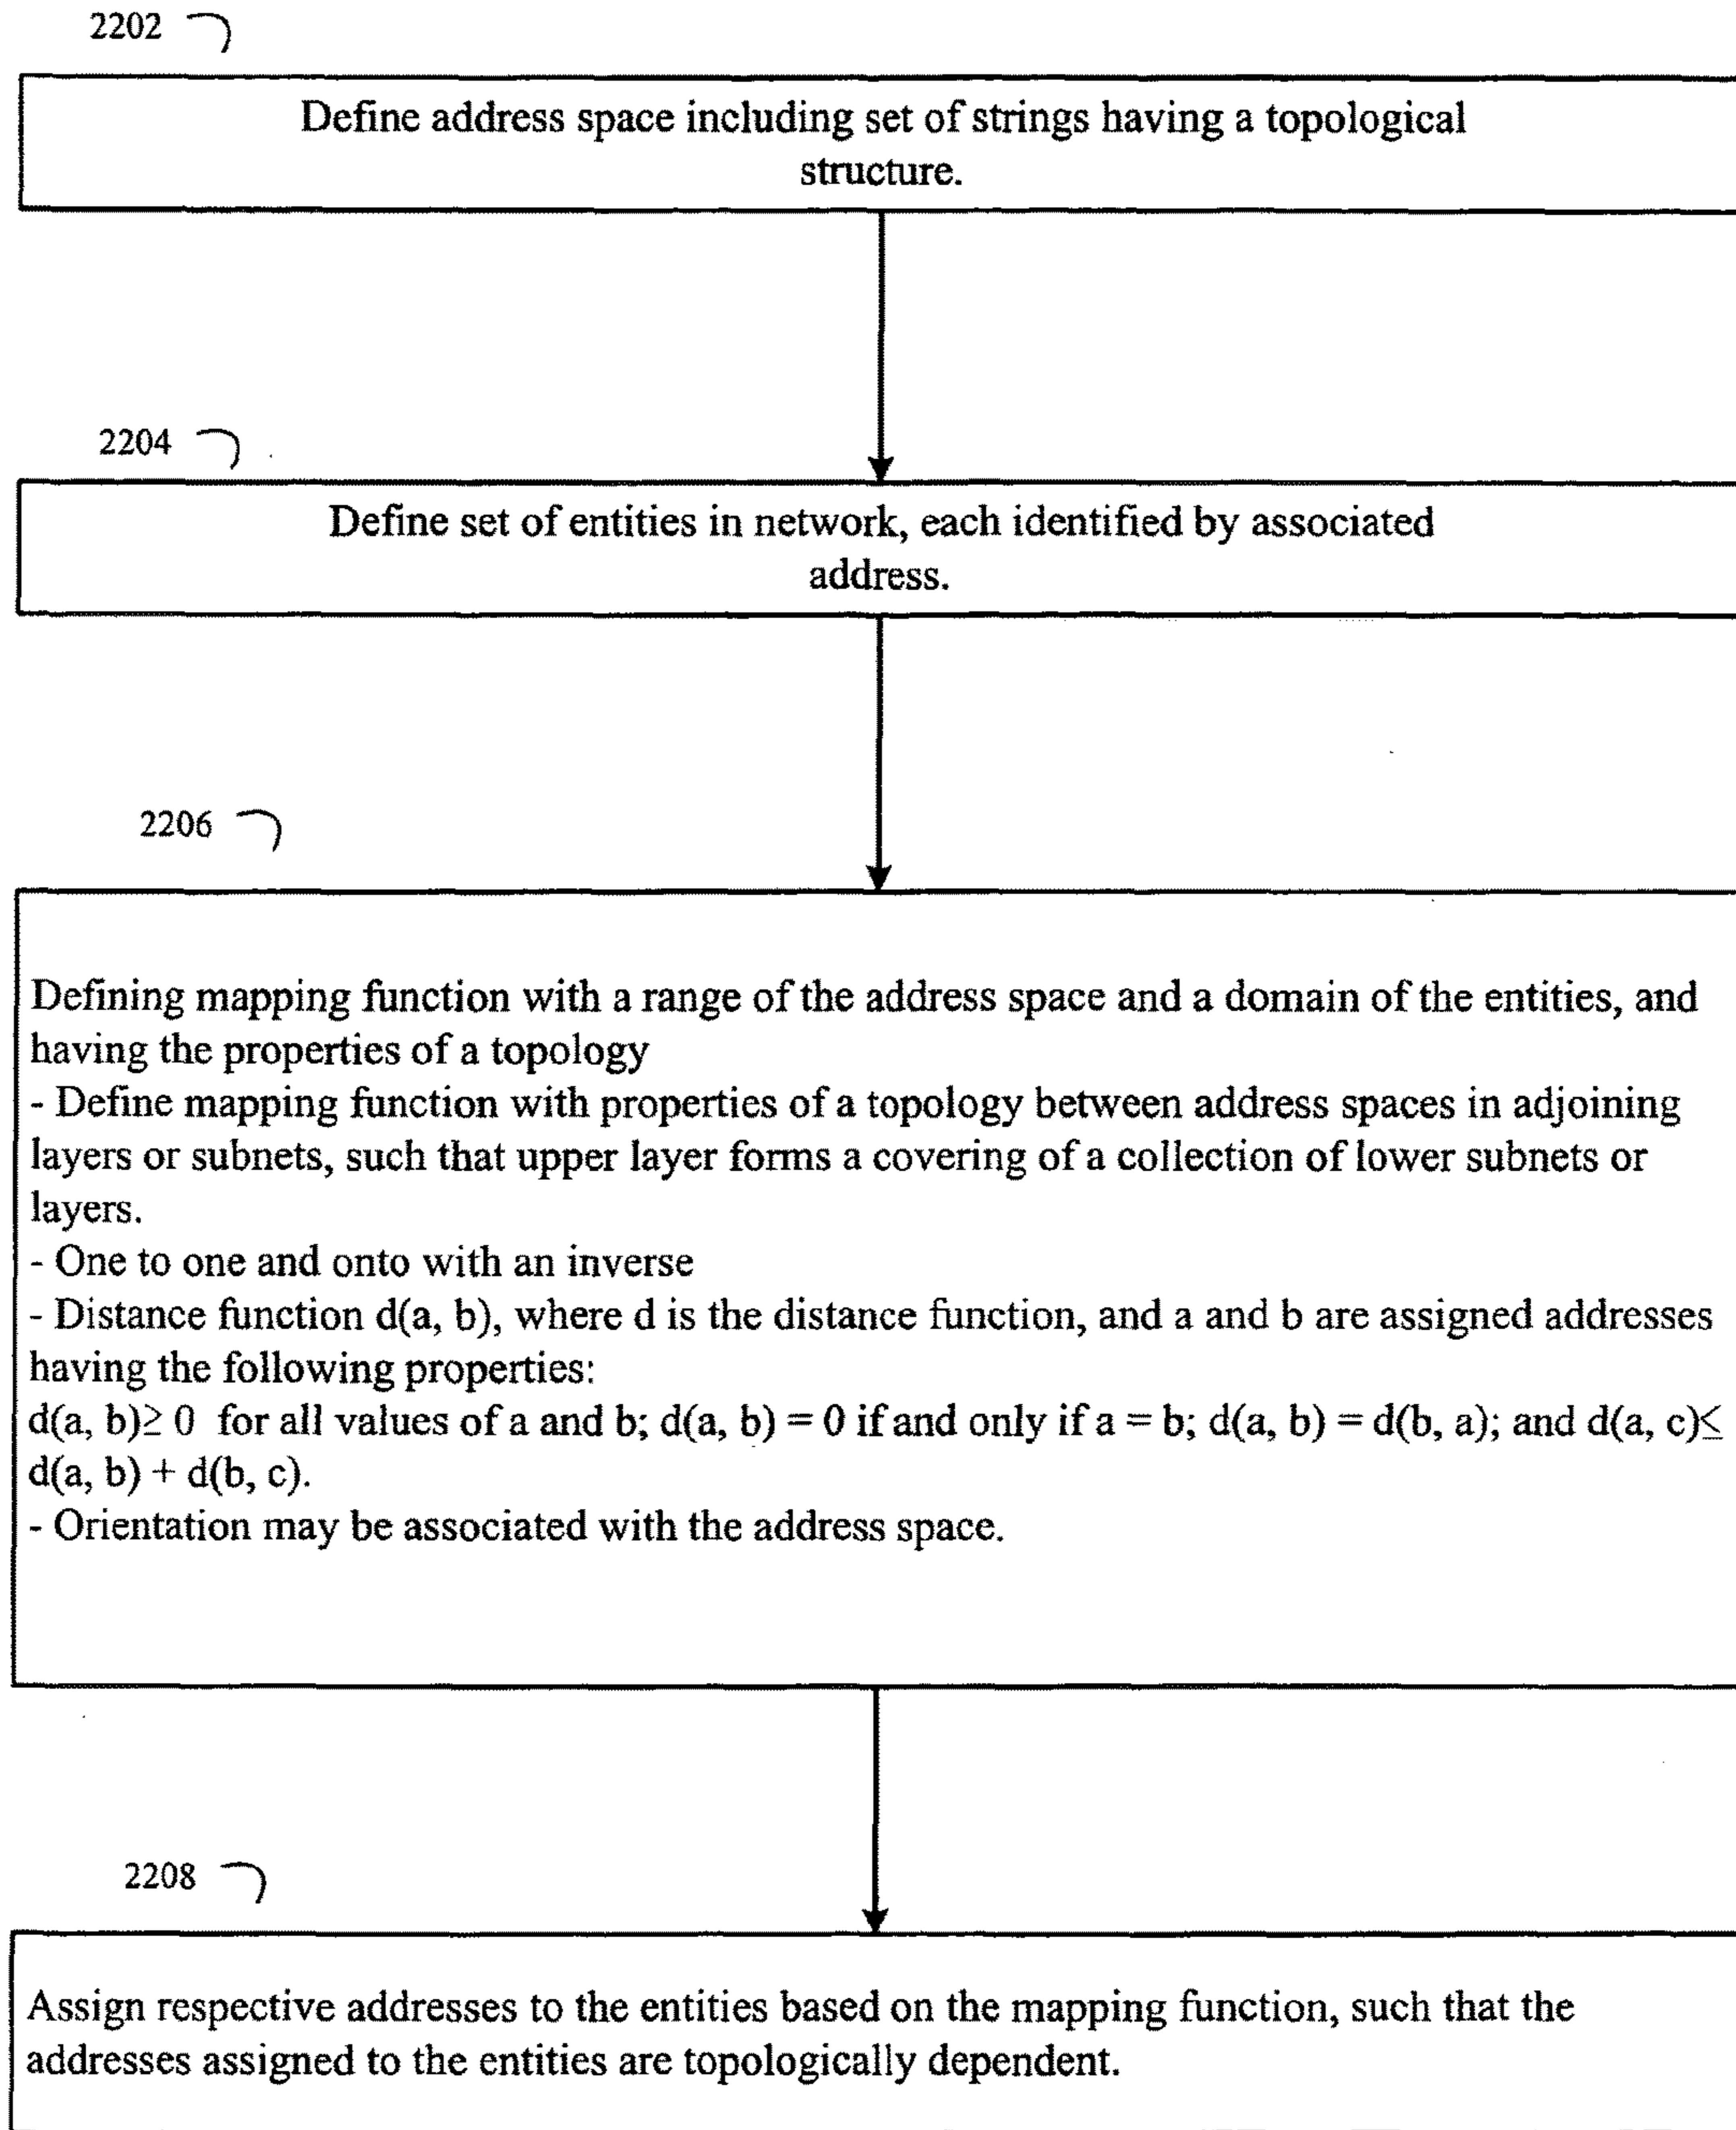 2202
Define address space including set of strings having a topological
structure.
2204
Define set of entities in network, each identified by associated
address.
2206
Defining mapping function with a range of the address space and a domain of the entities, and
having the properties of a topology
- Define mapping function with properties of a topology between address spaces in adjoining
layers or subnets, such that upper layer forms a covering of a collection of lower subnets or
layers.
- One to one and onto with an inverse
- Distance function d(a, b), where d is the distance function, and a and b are assigned addresses
having the following properties:
d(a, b)≥ 0 for all values of a and b; d(a, b) = 0 if and only if a = b; d(a, b) = d(b, a); and d(a, c)≤
d(a, b) + d(b, c).
- Orientation may be associated with the address space.
2208
Assign respective addresses to the entities based on the mapping function, such that the
addresses assigned to the entities are topologically dependent.